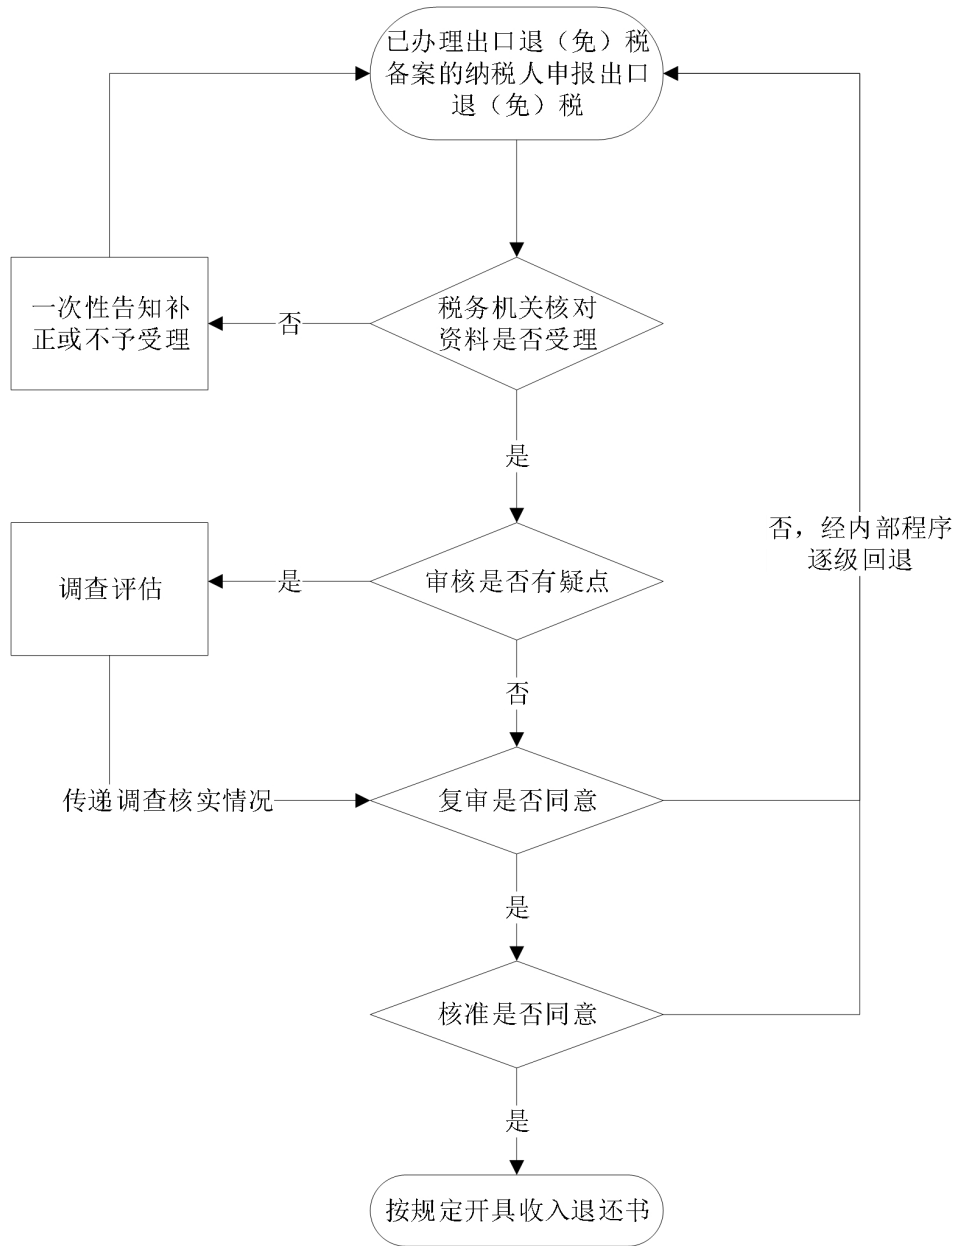 已办理出口退（免）税
备案的纳税人申报出口
退（免）税
一次性告知补
正或不予受理
否
税务机关核对
资料是否受理
是
否，经内部程序
逐级回退
调查评估
是
审核是否有疑点
否
传递调查核实情况
复审是否同意
是
核准是否同意
是
按规定开具收入退还书